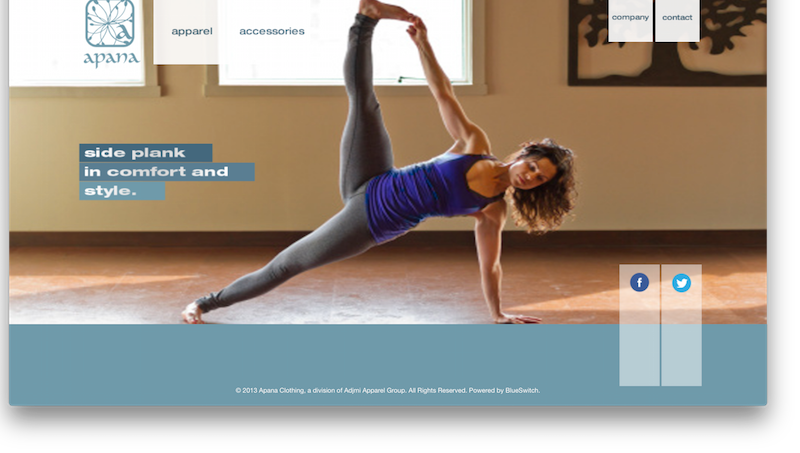 apana
apparel
accessories
company
contact
side plank
in comfort and
style.
© 2013 Apana Clothing, a division of Adjmi Apparel Group. All Rights Reserved. Powered by BlueSwitch.